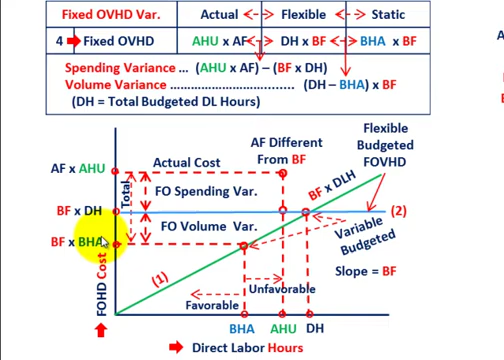 Fixed OVHD Var. Actual Flexible Static
4 Fixed OVHD AHU x AF DH x BF BHA x BF
Spending Variance ... (AHU x AF) – (BF x DH)
Volume Variance ................................. (DH – BHA) x BF
(DH = Total Budgeted DL Hours)
Flexible
Budgeted
FOVHD
AF Different
From BF
AF x AHU
Actual Cost
Total
FO Spending Var.
BF x DLH
BF x DH
(2)
FO Volume Var.
Variable
Budgeted
BF x BHA
FOHD Cost
(1)
Slope = BF
Unfavorable
Favorable
BHA AHU DH
Direct Labor Hours
A
B